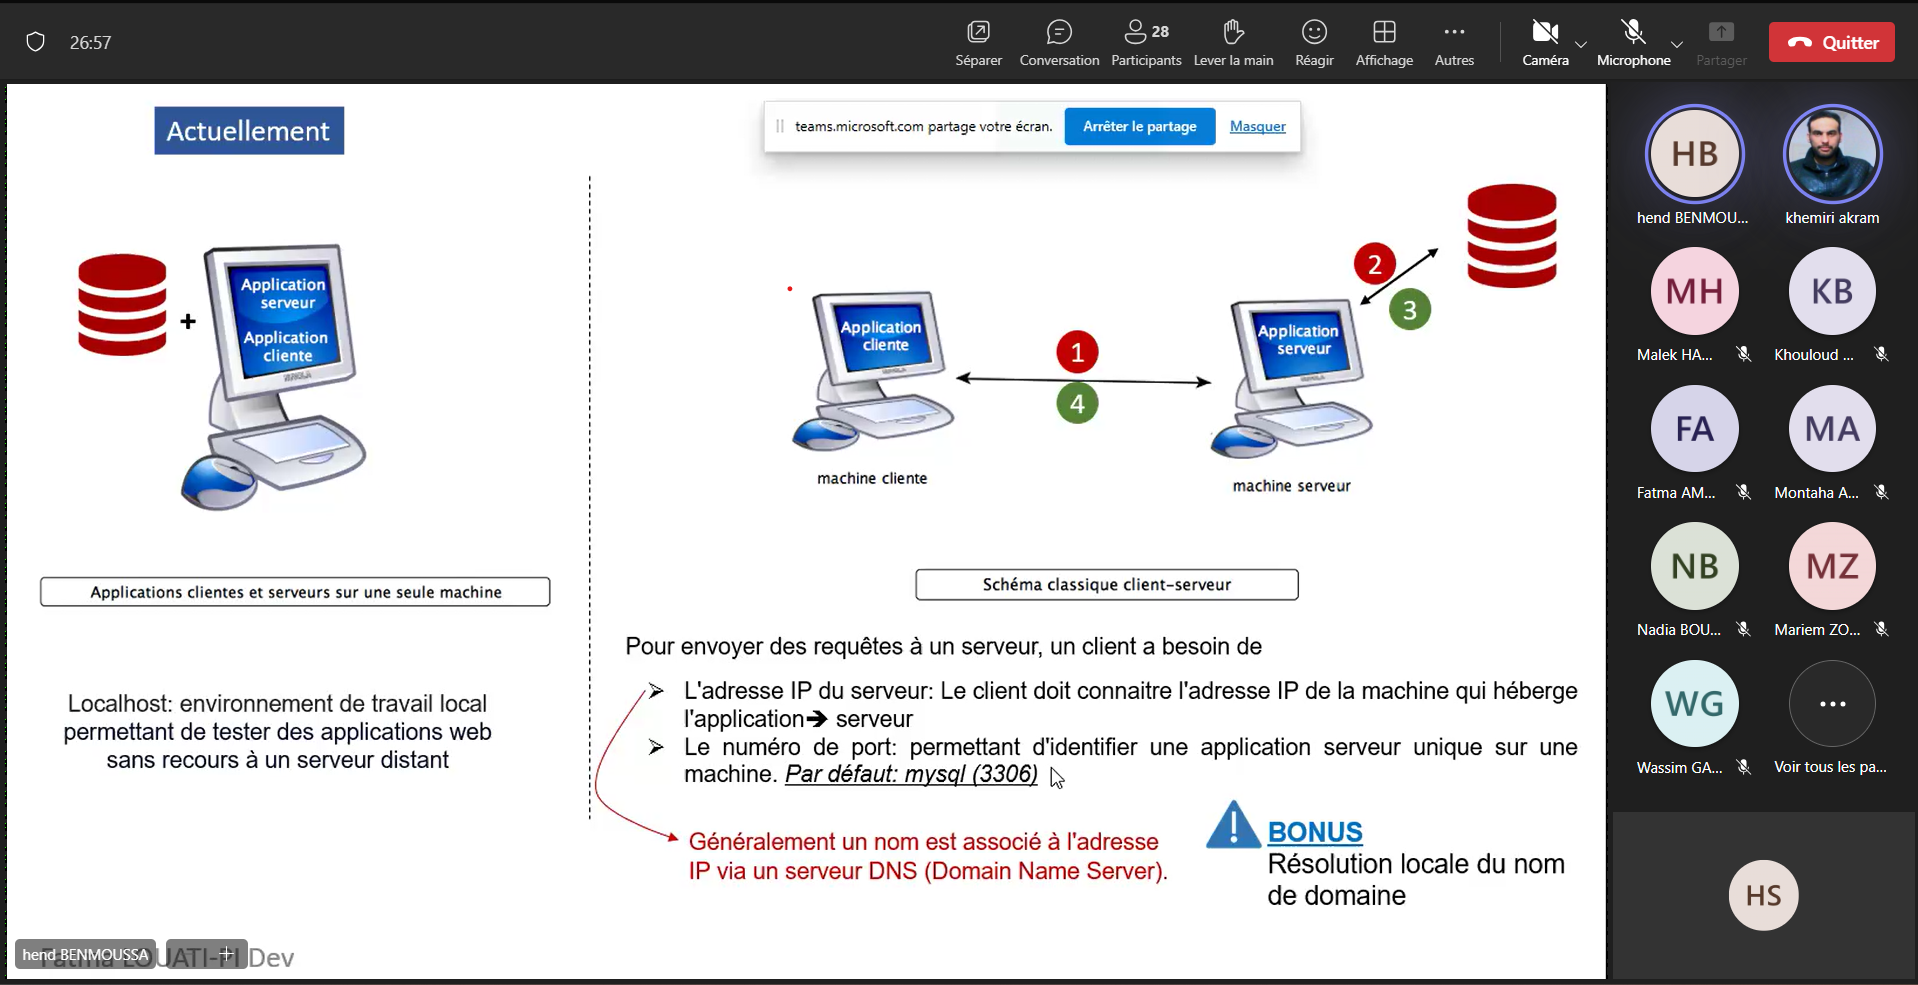 26:57
Séparer
Conversation
28
Participants
Lever la main
Réagir
Affichage
Autres
Caméra
Microphone
Partager
Quitter
Actuellement
teams.microsoft.com partage votre écran.
Arrêter le partage
Masquer
Application
serveur
Application
cliente
+
Application
cliente
machine cliente
1
4
Application
serveur
machine serveur
2
3
Applications clientes et serveurs sur une seule machine
Schéma classique client-serveur
Localhost: environnement de travail local
permettant de tester des applications web
sans recours à un serveur distant
Pour envoyer des requêtes à un serveur, un client a besoin de
➢ L'adresse IP du serveur: Le client doit connaitre l'adresse IP de la machine qui héberge
l'application➔ serveur
➢ Le numéro de port: permettant d'identifier une application serveur unique sur une
machine. Par défaut: mysql (3306)
Généralement un nom est associé à l'adresse
IP via un serveur DNS (Domain Name Server).
BONUS
Résolution locale du nom
de domaine
hend BENMOUSSA
Fatma LOUATI-FI Dev
HB
hend BENMOU...
khemiri akram
MH
Malek HA...
KB
Khouloud ...
FA
Fatma AM...
MA
Montaha A...
NB
Nadia BOU...
MZ
Mariem ZO...
WG
Wassim GA...
...
Voir tous les pa...
HS